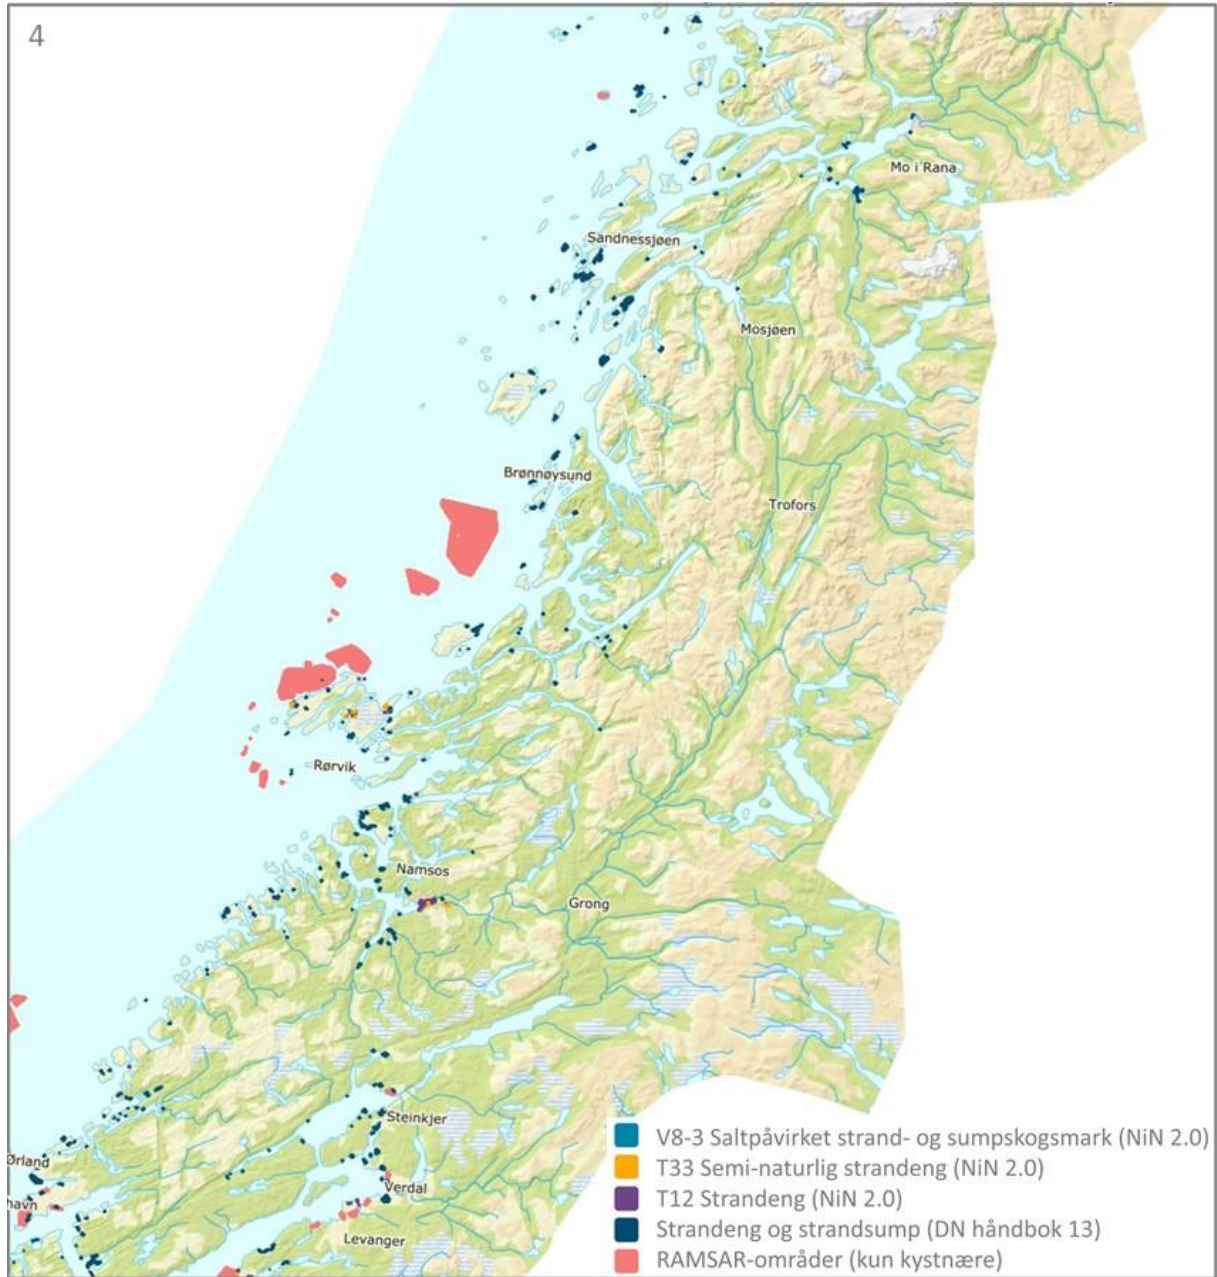 4
Mo i Rana
Sandnessjøen
Mosjøen
Brønnøysund
Trofors
Rørvik
Namsos
Grong
Steinkjer
Ørland
Verdal
havn
Levanger
V8-3 Saltpåvirket strand- og sumpskogsmark (NiN 2.0)
T33 Semi-naturlig strandeng (NiN 2.0)
T12 Strandeng (NiN 2.0)
Strandeng og strandsump (DN håndbok 13)
RAMSAR-områder (kun kystnære)